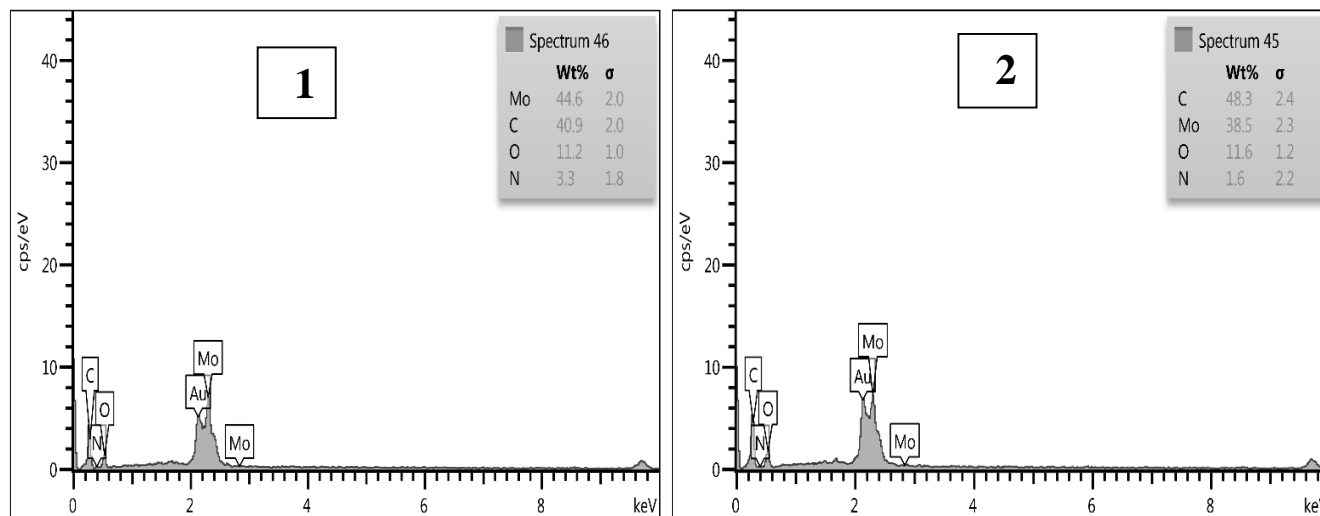 1
Spectrum 46
Wt% σ
Mo 44.6 2.0
C 40.9 2.0
O 11.2 1.0
N 3.3 1.8
40
30
20
10
0
cps/eV
C
O
N
Au
Mo
Mo
0 2 4 6 8 keV
2
Spectrum 45
Wt% σ
C 48.3 2.4
Mo 38.5 2.3
O 11.6 1.2
N 1.6 2.2
40
30
20
10
0
cps/eV
C
O
N
Au
Mo
Mo
0 2 4 6 8 keV